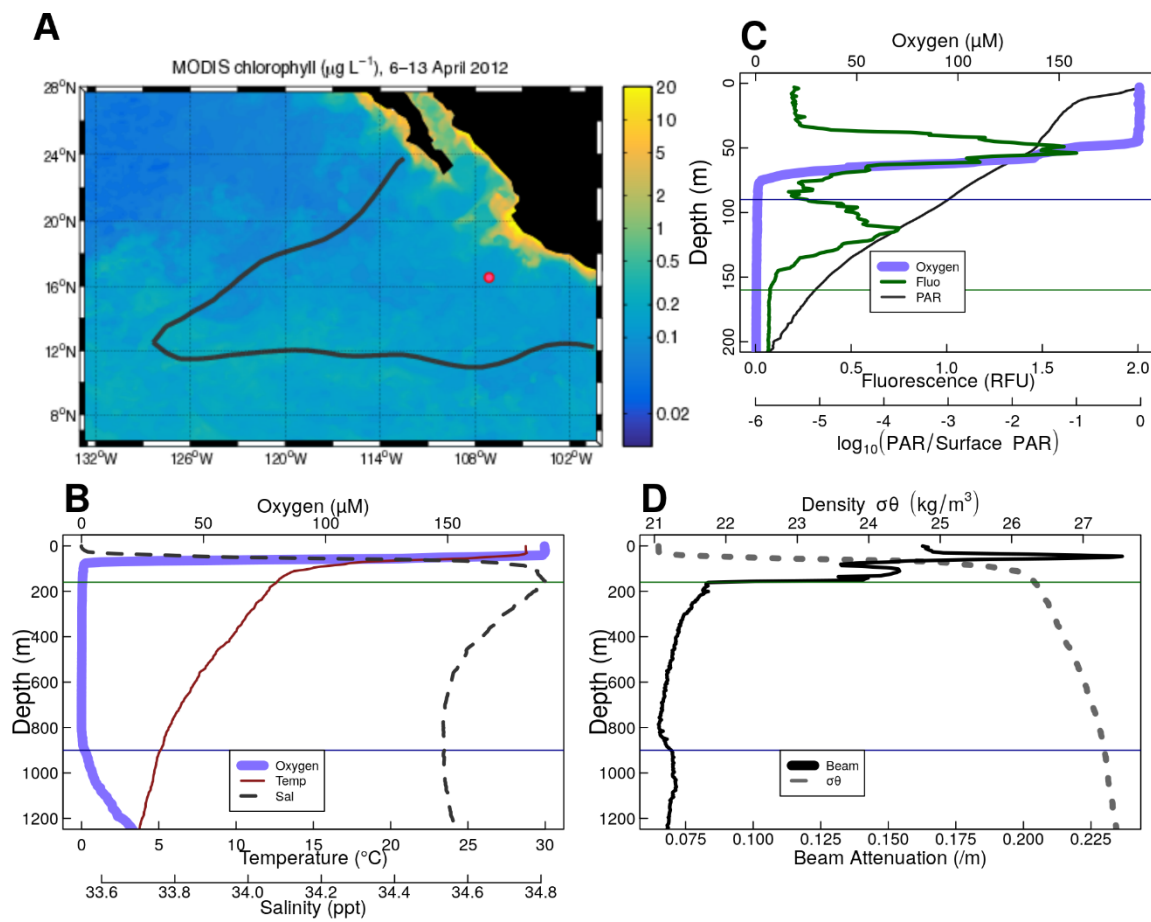 A
MODIS chlorophyll (µg L⁻¹), 6–13 April 2012
28°N
24°N
20°N
16°N
12°N
8°N
132°W 126°W 120°W 114°W 108°W 102°W
20
10
5
2
1
0.5
0.2
0.1
0.02
C
Oxygen (µM)
0 50 100 150
Depth (m)
0
50
100
150
200
Oxygen
Fluo
PAR
0.0 0.5 1.0 1.5 2.0
Fluorescence (RFU)
-6 -5 -4 -3 -2 -1 0
log₁₀(PAR/Surface PAR)
B
Oxygen (µM)
0 50 100 150
Depth (m)
0
200
400
600
800
1000
1200
Oxygen
Temp
Sal
0 5 10 15 20 25 30
Temperature (°C)
33.6 33.8 34.0 34.2 34.4 34.6 34.8
Salinity (ppt)
D
Density σθ (kg/m³)
21 22 23 24 25 26 27
Depth (m)
0
200
400
600
800
1000
1200
Beam
σθ
0.075 0.100 0.125 0.150 0.175 0.200 0.225
Beam Attenuation (/m)